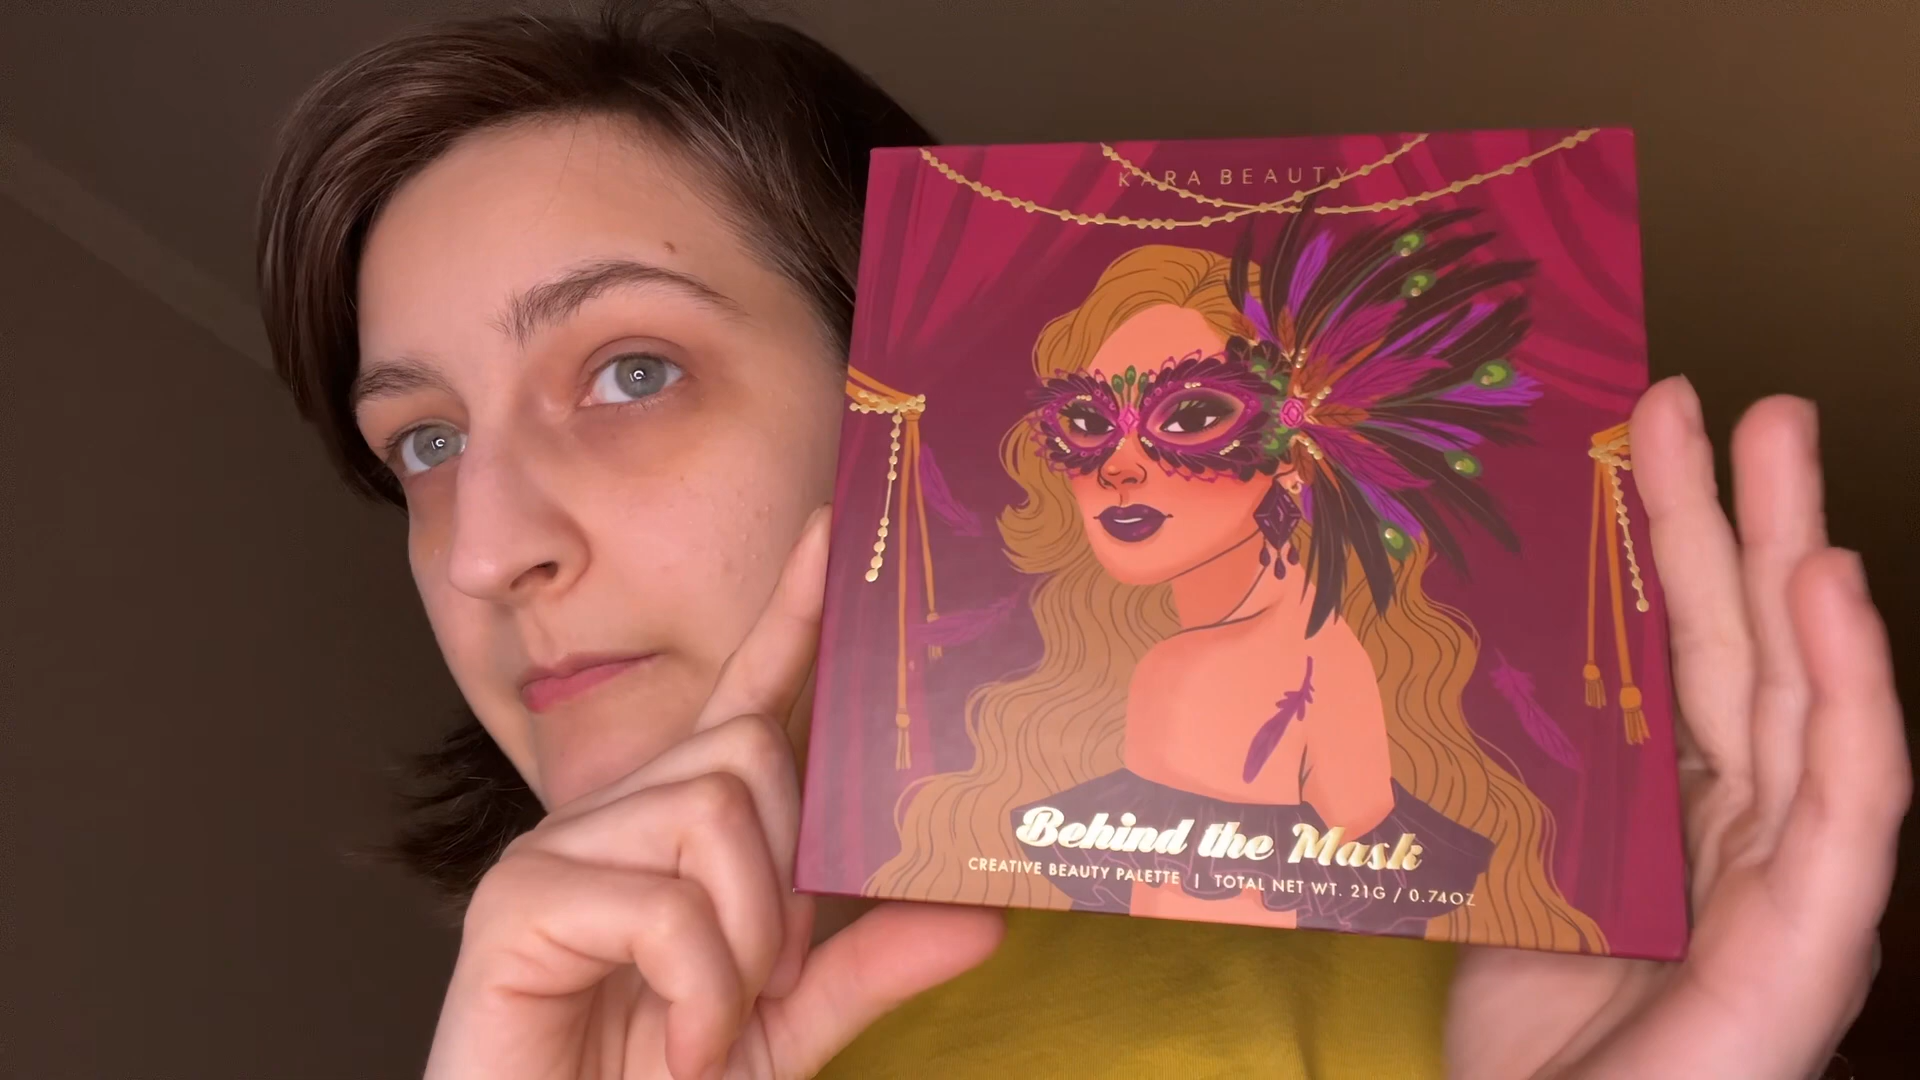 KARA BEAUTY
Behind the Mask
CREATIVE BEAUTY PALETTE | TOTAL NET WT. 21G / 0.74OZ